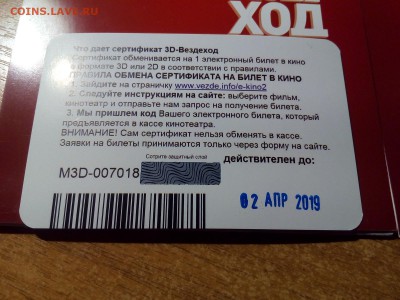 COINS.LAVE.RU
ХОД
Что дает сертификат 3D-Вездеход
Сертификат обменивается на 1 электронный билет в кино
в формате 3D или 2D в соответствии с правилами.
ПРАВИЛА ОБМЕНА СЕРТИФИКАТА НА БИЛЕТ В КИНО
1. Зайдите на страничку www.vezde.info/e-kino2
2. Следуйте инструкциям на сайте: выберите фильм,
кинотеатр и отправьте нам запрос на получение билета.
3. Мы пришлем код Вашего электронного билета, который
предъявляется в кассе кинотеатра.
ВНИМАНИЕ! Сам сертификат нельзя обменять в кассе.
Заявки на билеты принимаются только через форму на сайте.
Сотрите защитный слой
действителен до:
M3D-007018
02 АПР 2019